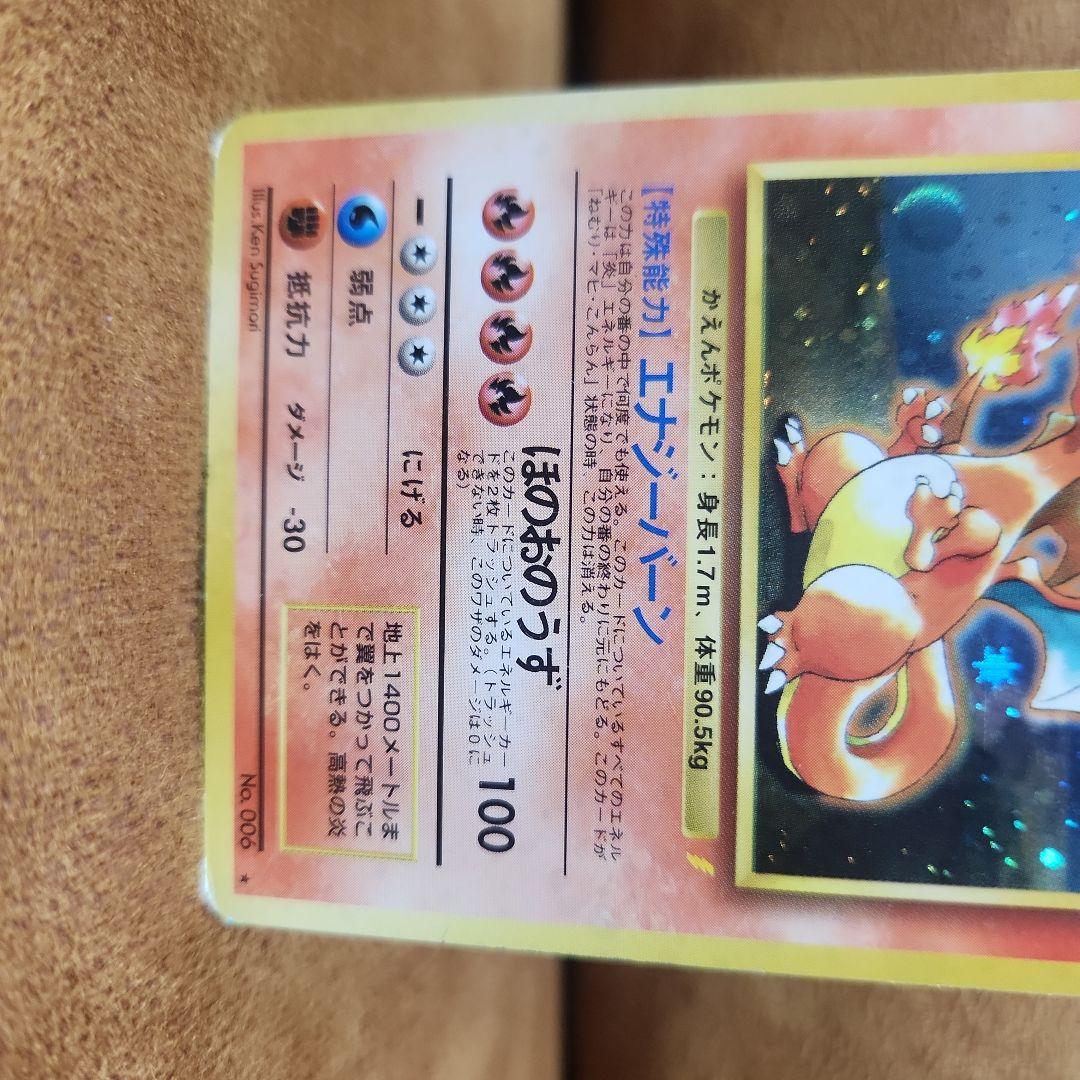 かえんポケモン：身長1.7m、体重90.5kg
【特殊能力】エナジーバーン
この力は自分の番の中で何度でも使える。このカードについているすべてのエネル
ギーは「炎」エネルギーになり、自分の番の終わりに元にもどる。このカードが
「ねむり・マヒ・こんらん」状態の時、この力は消える。
ほのおのうず 100
このカードについているエネルギーカー
ドを2枚トラッシュする。(トラッシュ
できない時、このワザのダメージは0に
なる)
にげる
弱点
抵抗力 ダメージ -30
地上1400メートルま
で翼をつかって飛ぶこ
とができる。高熱の炎
をはく。
Illus.Ken Sugimori
No. 006